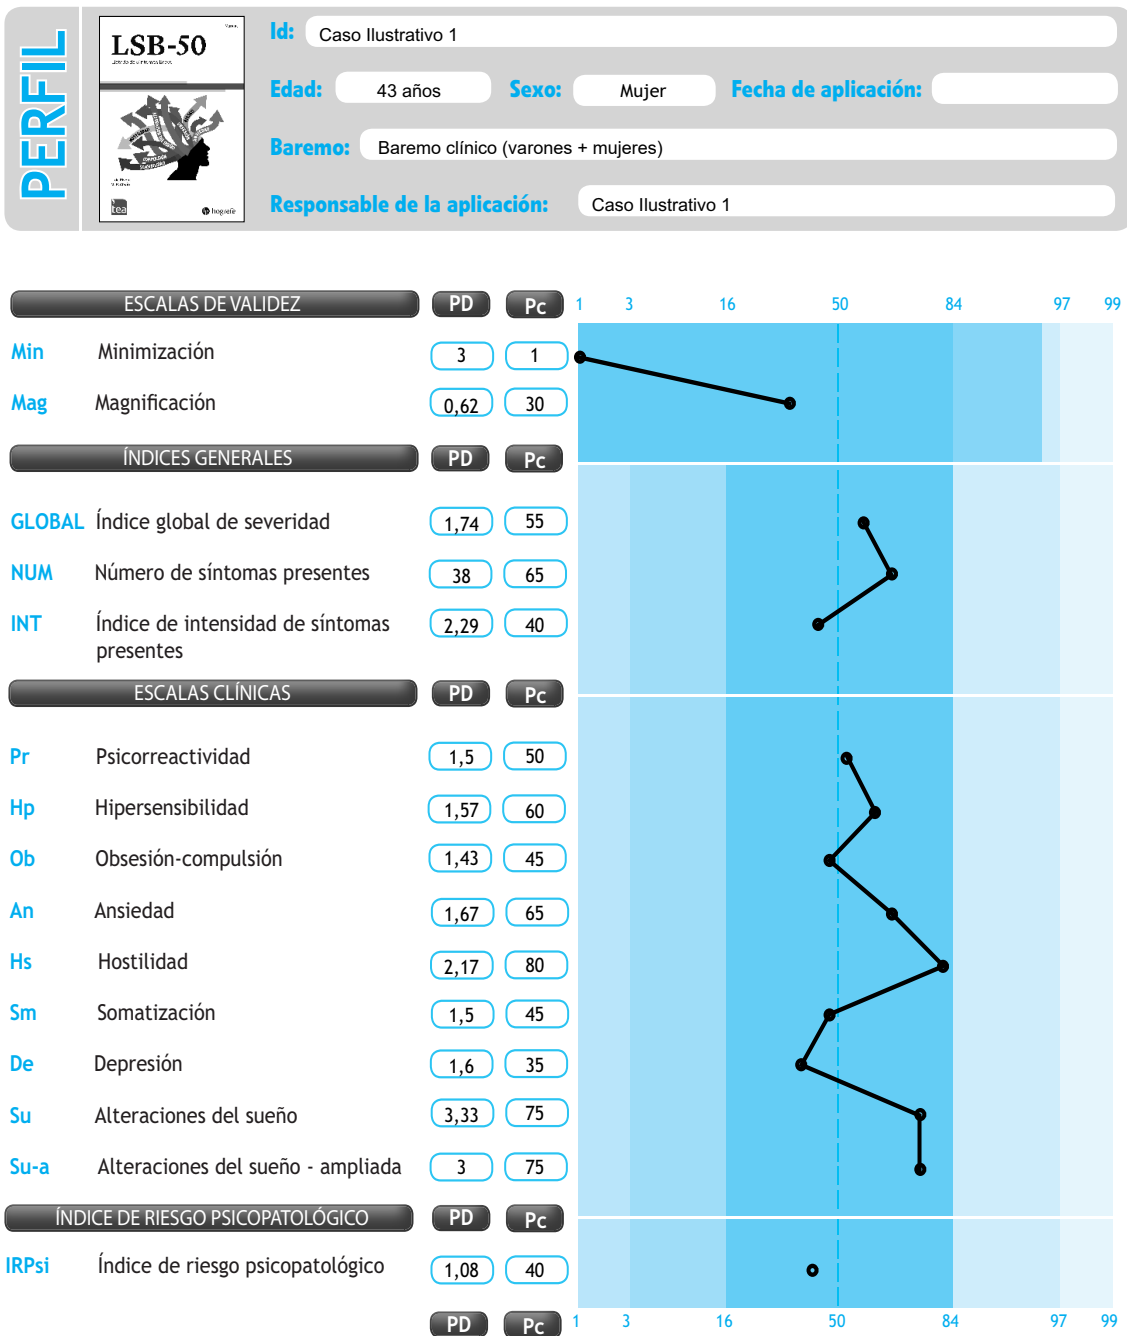 PERFIL
LSB-50
tea
hogrefe
Id: Caso Ilustrativo 1
Edad: 43 años Sexo: Mujer Fecha de aplicación:
Baremo: Baremo clínico (varones + mujeres)
Responsable de la aplicación: Caso Ilustrativo 1
ESCALAS DE VALIDEZ PD Pc 1 3 16 50 84 97 99
Min Minimización 3 1
Mag Magnificación 0,62 30
ÍNDICES GENERALES PD Pc
GLOBAL Índice global de severidad 1,74 55
NUM Número de síntomas presentes 38 65
INT Índice de intensidad de síntomas 2,29 40
presentes
ESCALAS CLÍNICAS PD Pc
Pr Psicorreactividad 1,5 50
Hp Hipersensibilidad 1,57 60
Ob Obsesión-compulsión 1,43 45
An Ansiedad 1,67 65
Hs Hostilidad 2,17 80
Sm Somatización 1,5 45
De Depresión 1,6 35
Su Alteraciones del sueño 3,33 75
Su-a Alteraciones del sueño - ampliada 3 75
ÍNDICE DE RIESGO PSICOPATOLÓGICO PD Pc
IRPsi Índice de riesgo psicopatológico 1,08 40
PD Pc 1 3 16 50 84 97 99